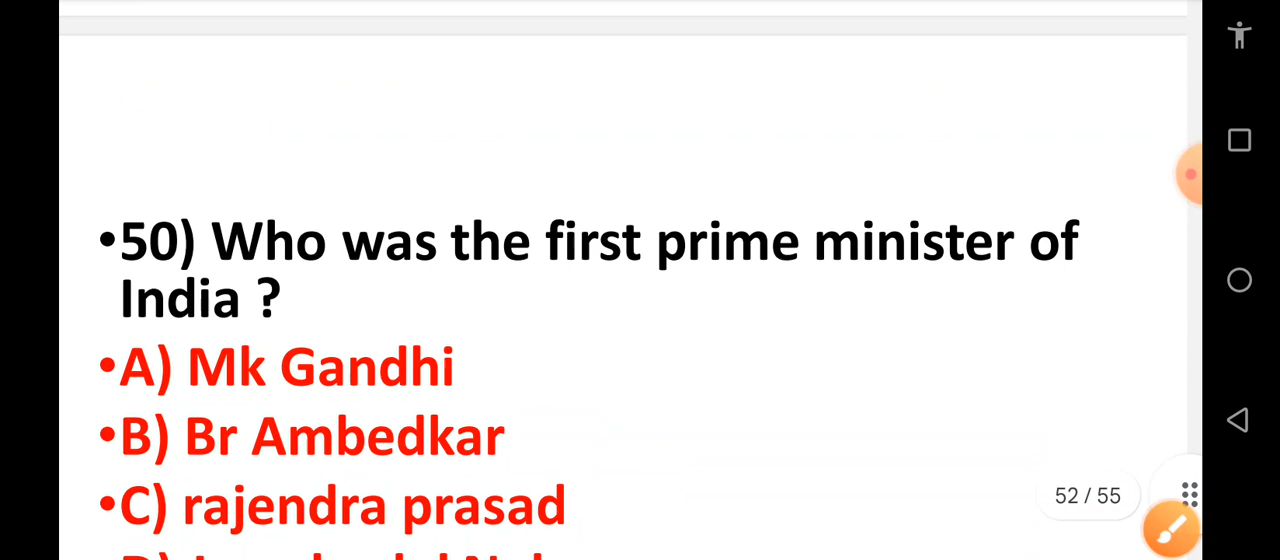 •50) Who was the first prime minister of
India ?
•A) Mk Gandhi
•B) Br Ambedkar
•C) rajendra prasad
52 / 55